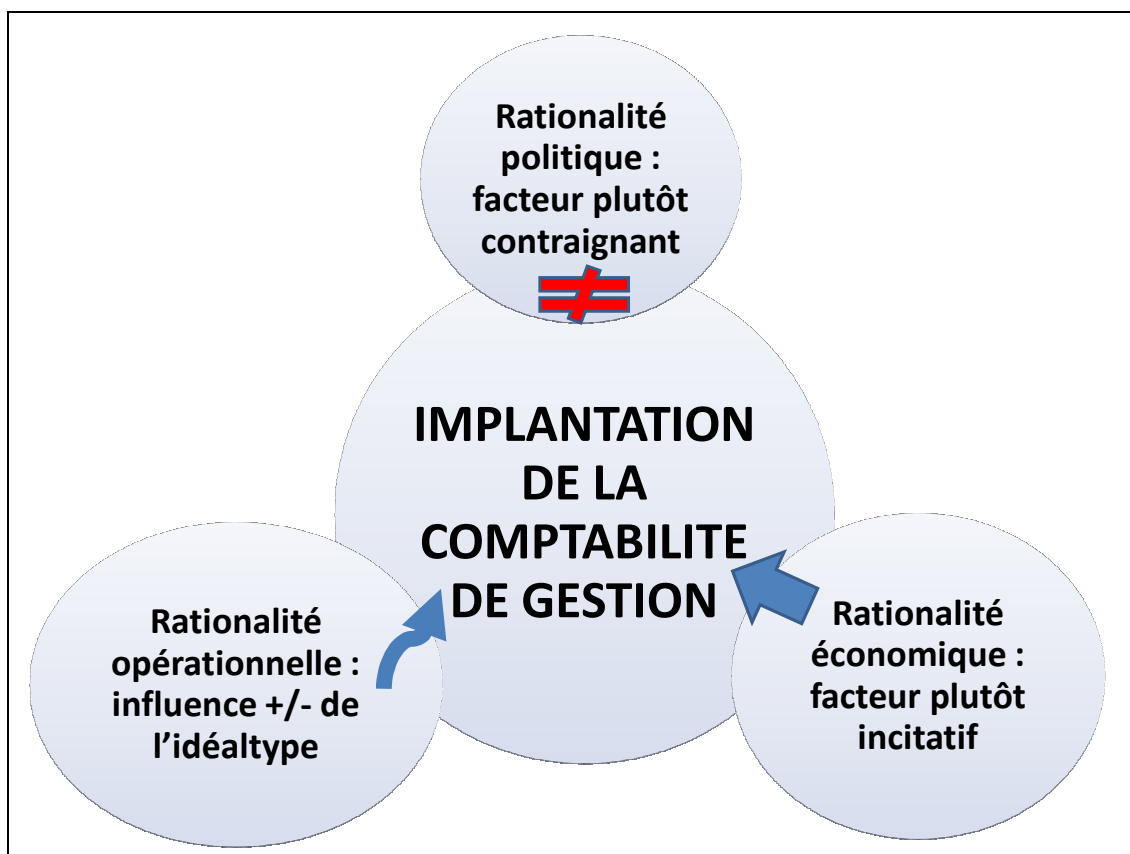 Rationalité
politique :
facteur plutôt
contraignant
IMPLANTATION
DE LA
COMPTABILITE
DE GESTION
Rationalité
opérationnelle :
influence +/- de
l’idéaltype
Rationalité
économique :
facteur plutôt
incitatif